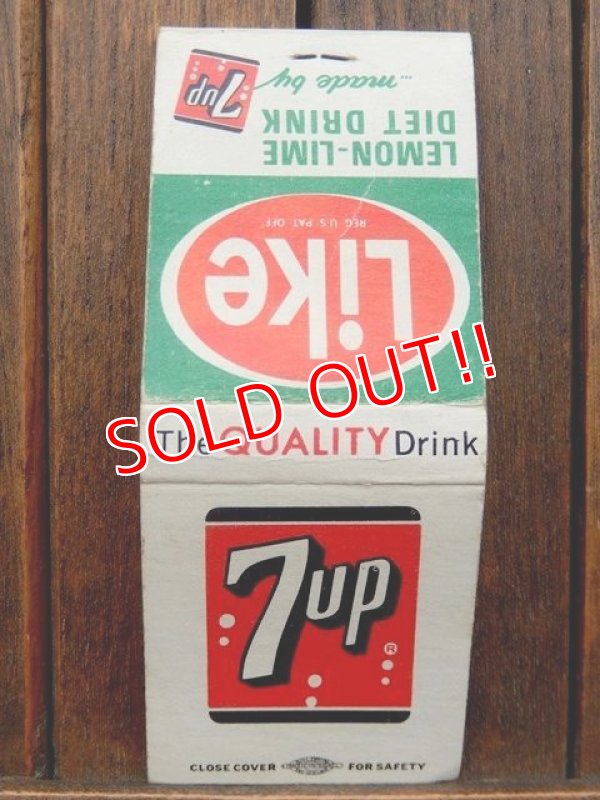 ...made by
7up
LEMON-LIME
DIET DRINK
Like
REG U S PAT OFF
SOLD OUT!!
The QUALITY Drink
7up
®
CLOSE COVER FOR SAFETY